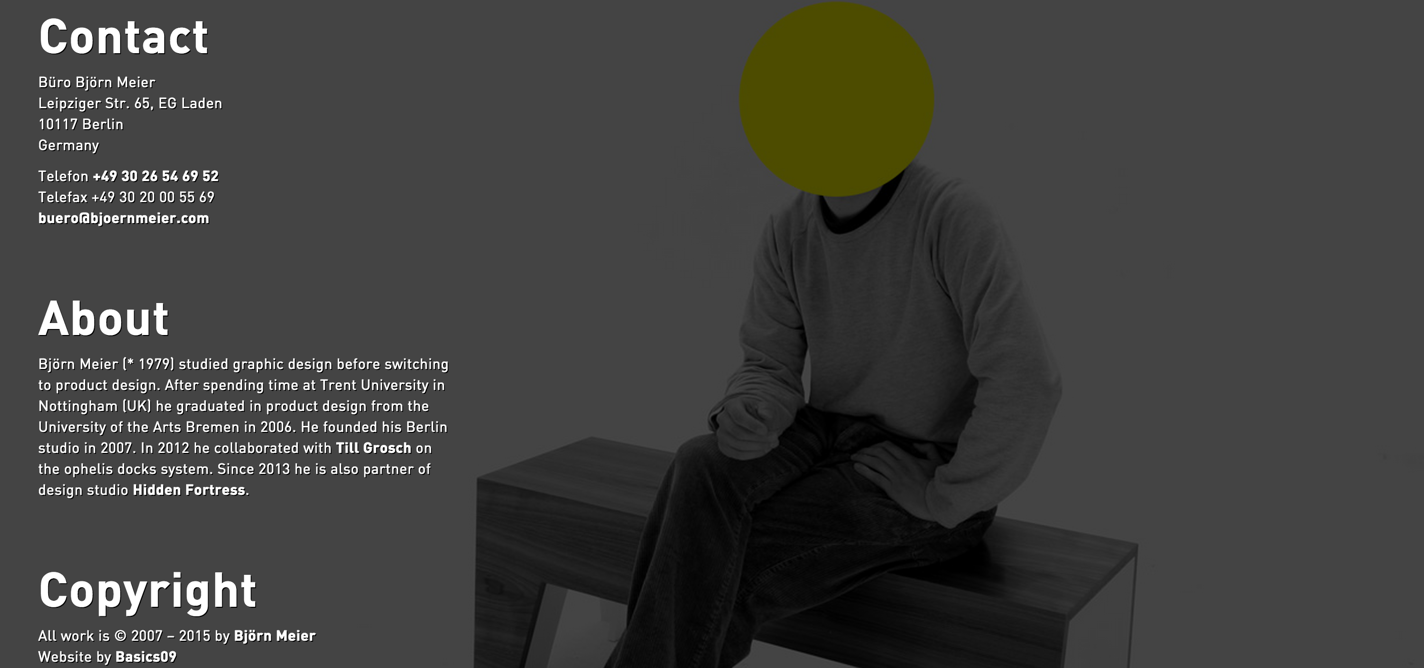 Contact
Büro Björn Meier
Leipziger Str. 65, EG Laden
10117 Berlin
Germany
Telefon +49 30 26 54 69 52
Telefax +49 30 20 00 55 69
buero@bjoernmeier.com
About
Björn Meier (* 1979) studied graphic design before switching
to product design. After spending time at Trent University in
Nottingham (UK) he graduated in product design from the
University of the Arts Bremen in 2006. He founded his Berlin
studio in 2007. In 2012 he collaborated with Till Grosch on
the ophelis docks system. Since 2013 he is also partner of
design studio Hidden Fortress.
Copyright
All work is © 2007 – 2015 by Björn Meier
Website by Basics09